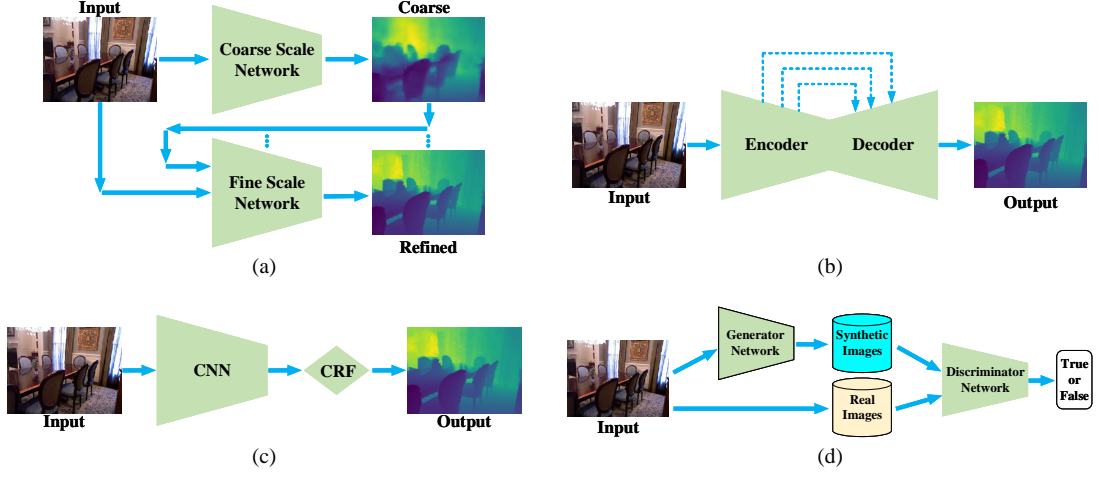 Input
Coarse Scale
Network
Coarse
Fine Scale
Network
Refined
(a)
Input
Encoder
Decoder
Output
(b)
Input
CNN
CRF
Output
(c)
Input
Generator
Network
Synthetic
Images
Real
Images
Discriminator
Network
True
or
False
(d)